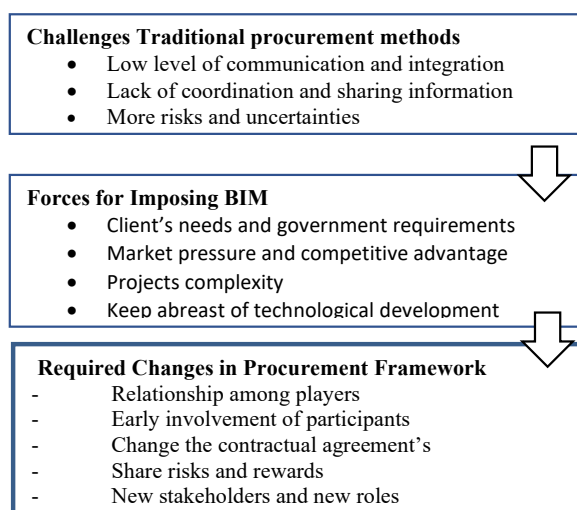 Challenges Traditional procurement methods
• Low level of communication and integration
• Lack of coordination and sharing information
• More risks and uncertainties
Forces for Imposing BIM
• Client's needs and government requirements
• Market pressure and competitive advantage
• Projects complexity
• Keep abreast of technological development
Required Changes in Procurement Framework
- Relationship among players
- Early involvement of participants
- Change the contractual agreement's
- Share risks and rewards
- New stakeholders and new roles